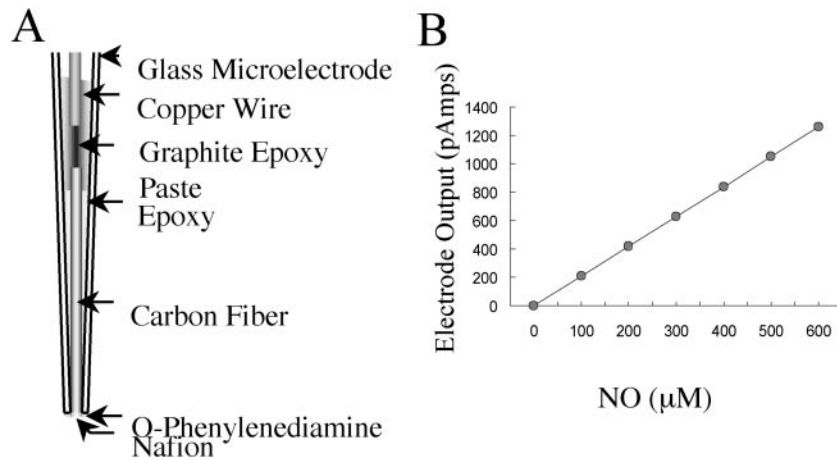 A
Glass Microelectrode
Copper Wire
Graphite Epoxy
Paste
Epoxy
Carbon Fiber
O-Phenylenediamine
Nafion
B
Electrode Output (pAmps)
1400
1200
1000
800
600
400
200
0
0 100 200 300 400 500 600
NO (μM)